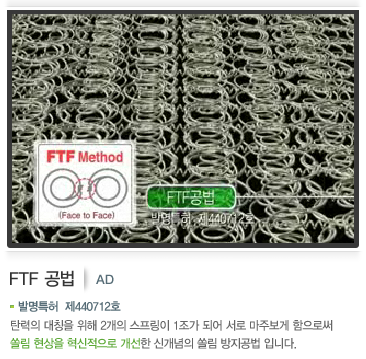 FTF Method
(Face to Face)
FTF공법
발명특허 제440712호
FTF 공법 AD
발명특허 제440712호
탄력의 대칭을 위해 2개의 스프링이 1조가 되어 서로 마주보게 함으로써
쏠림 현상을 혁신적으로 개선한 신개념의 쏠림 방지공법 입니다.